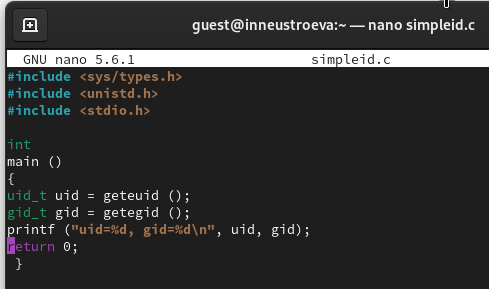 guest@inneustroeva:~ — nano simpleid.c
GNU nano 5.6.1 simpleid.c
#include <sys/types.h>
#include <unistd.h>
#include <stdio.h>
int
main ()
{
uid_t uid = geteuid ();
gid_t gid = getegid ();
printf ("uid=%d, gid=%d\n", uid, gid);
return 0;
}